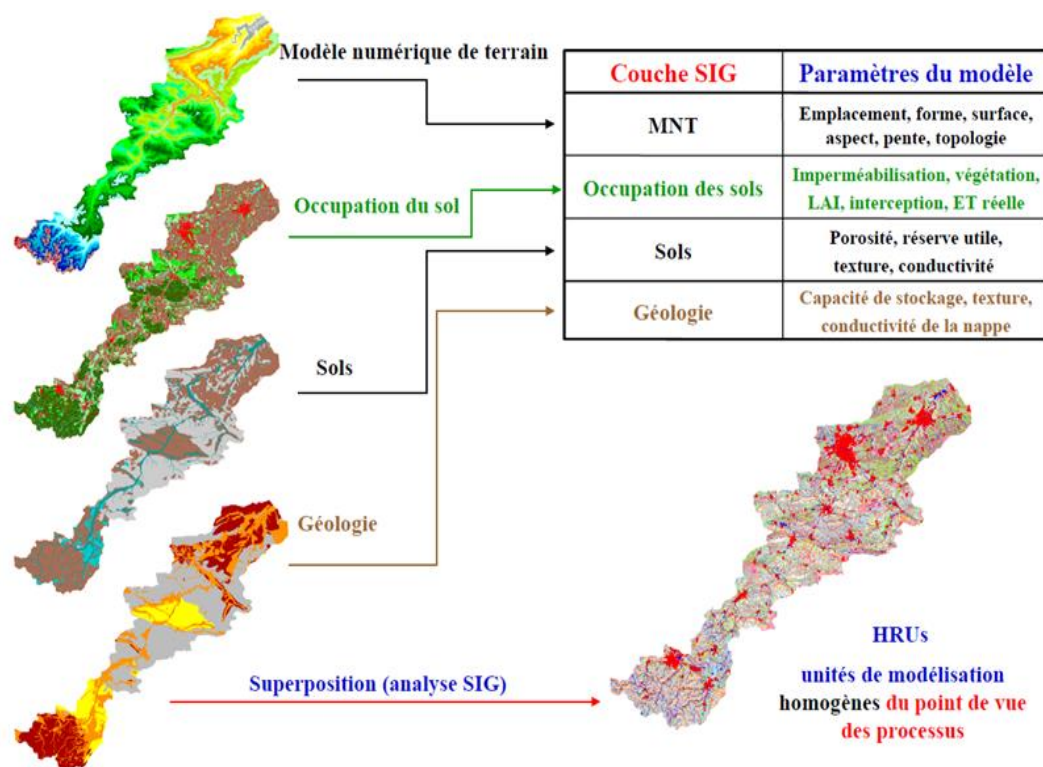 Modèle numérique de terrain
Occupation du sol
Sols
Géologie
Superposition (analyse SIG)
Couche SIG
Paramètres du modèle
MNT
Emplacement, forme, surface,
aspect, pente, topologie
Occupation des sols
Imperméabilisation, végétation,
LAI, interception, ET réelle
Sols
Porosité, réserve utile,
texture, conductivité
Géologie
Capacité de stockage, texture,
conductivité de la nappe
HRUs
unités de modélisation
homogènes du point de vue
des processus